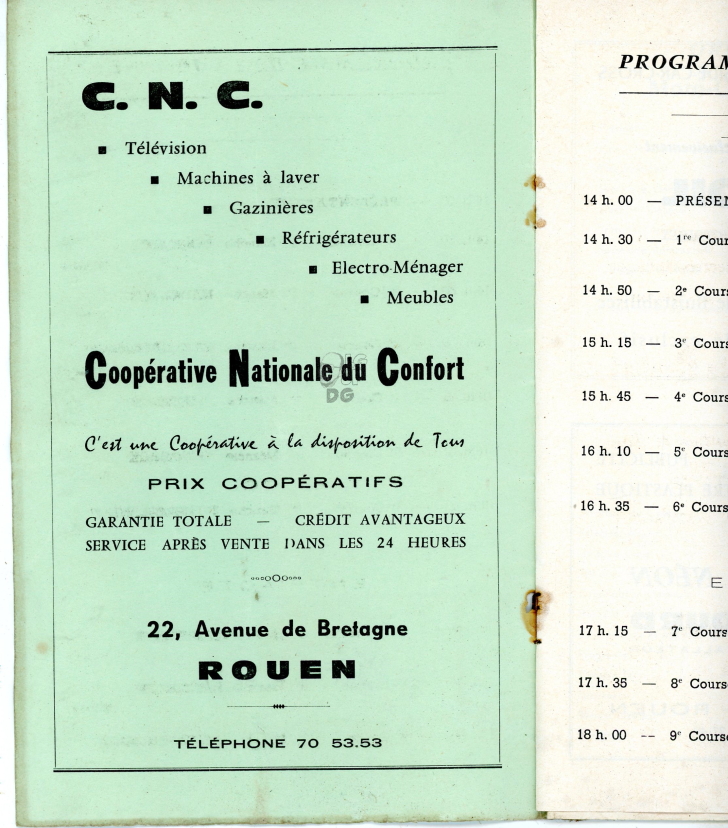 C. N. C.
■ Télévision
■ Machines à laver
■ Gazinières
■ Réfrigérateurs
■ Electro-Ménager
■ Meubles
Coopérative Nationale du Confort
DG
C'est une Coopérative à la disposition de Tous
PRIX COOPÉRATIFS
GARANTIE TOTALE — CRÉDIT AVANTAGEUX
SERVICE APRÈS VENTE DANS LES 24 HEURES
22, Avenue de Bretagne
ROUEN
TÉLÉPHONE 70 53.53
PROGRAM
14 h. 00 — PRÉSEN
14 h. 30 — 1re Cour
14 h. 50 — 2e Cours
15 h. 15 — 3e Cours
15 h. 45 — 4e Cours
16 h. 10 — 5e Cours
16 h. 35 — 6e Cours
E
17 h. 15 — 7e Cours
17 h. 35 — 8e Course
18 h. 00 -- 9e Course